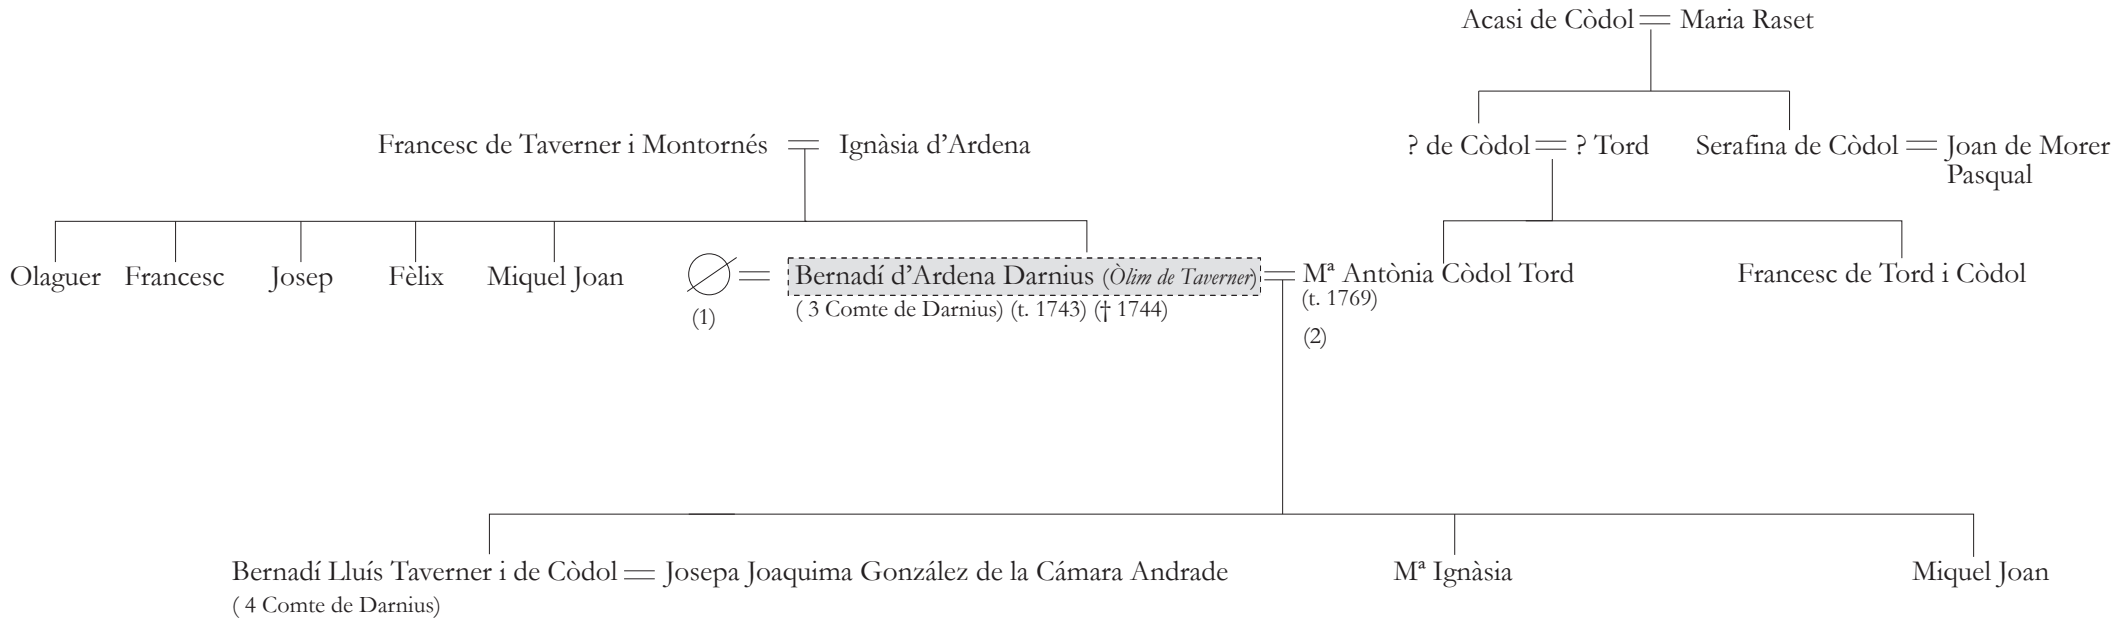 Acasi de Còdol Maria Raset
Francesc de Taverner i Montornés Ignàsia d'Ardena
? de Còdol ? Tord Serafina de Còdol Joan de Morer
Pasqual
Olaguer Francesc Josep Fèlix Miquel Joan Bernadí d'Ardena Darnius (Òlim de Taverner) Mª Antònia Còdol Tord Francesc de Tord i Còdol
( 3 Comte de Darnius) (t. 1743) († 1744) (t. 1769)
(1)
(2)
Bernadí Lluís Taverner i de Còdol Josepa Joaquima González de la Cámara Andrade Mª Ignàsia Miquel Joan
( 4 Comte de Darnius)